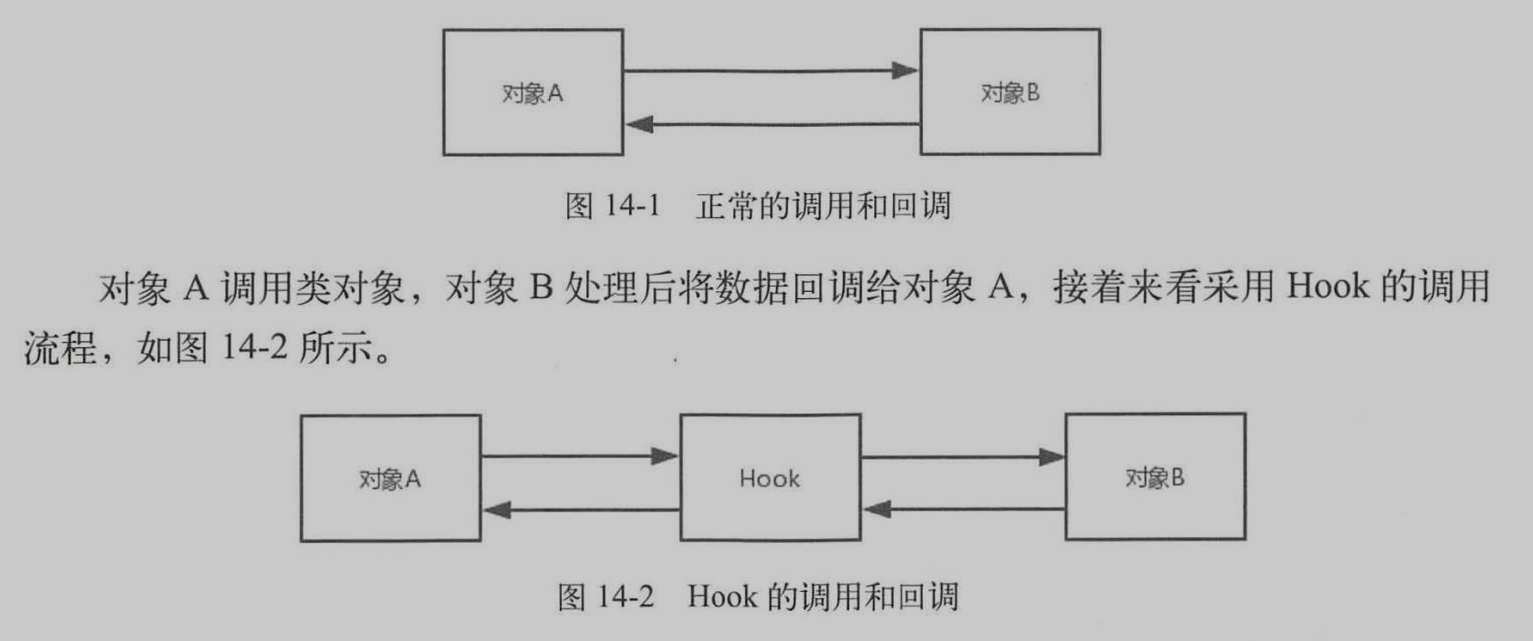 对象A 对象B
图 14-1 正常的调用和回调
对象 A 调用类对象，对象 B 处理后将数据回调给对象 A，接着来看采用 Hook 的调用
流程，如图 14-2 所示。
对象A Hook 对象B
图 14-2 Hook 的调用和回调